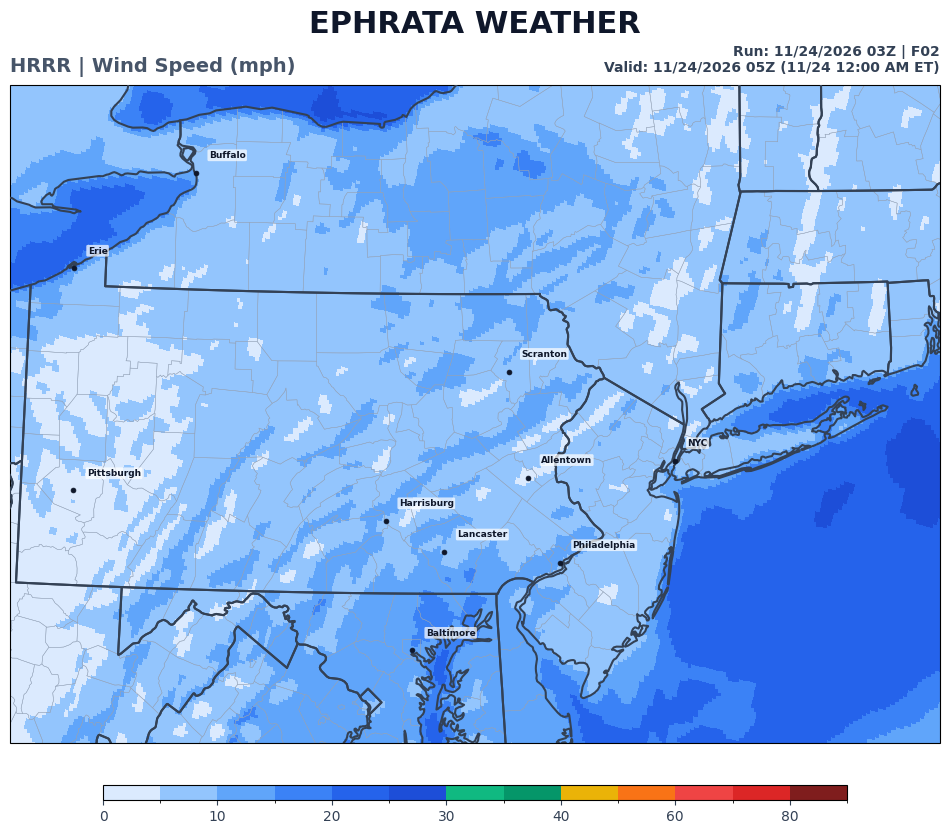 EPHRATA WEATHER
HRRR | Wind Speed (mph)
Run: 11/24/2026 03Z | F02
Valid: 11/24/2026 05Z (11/24 12:00 AM ET)
Buffalo
Erie
Scranton
NYC
Allentown
Pittsburgh
Harrisburg
Lancaster
Philadelphia
Baltimore
0 10 20 30 40 50 60 70 80